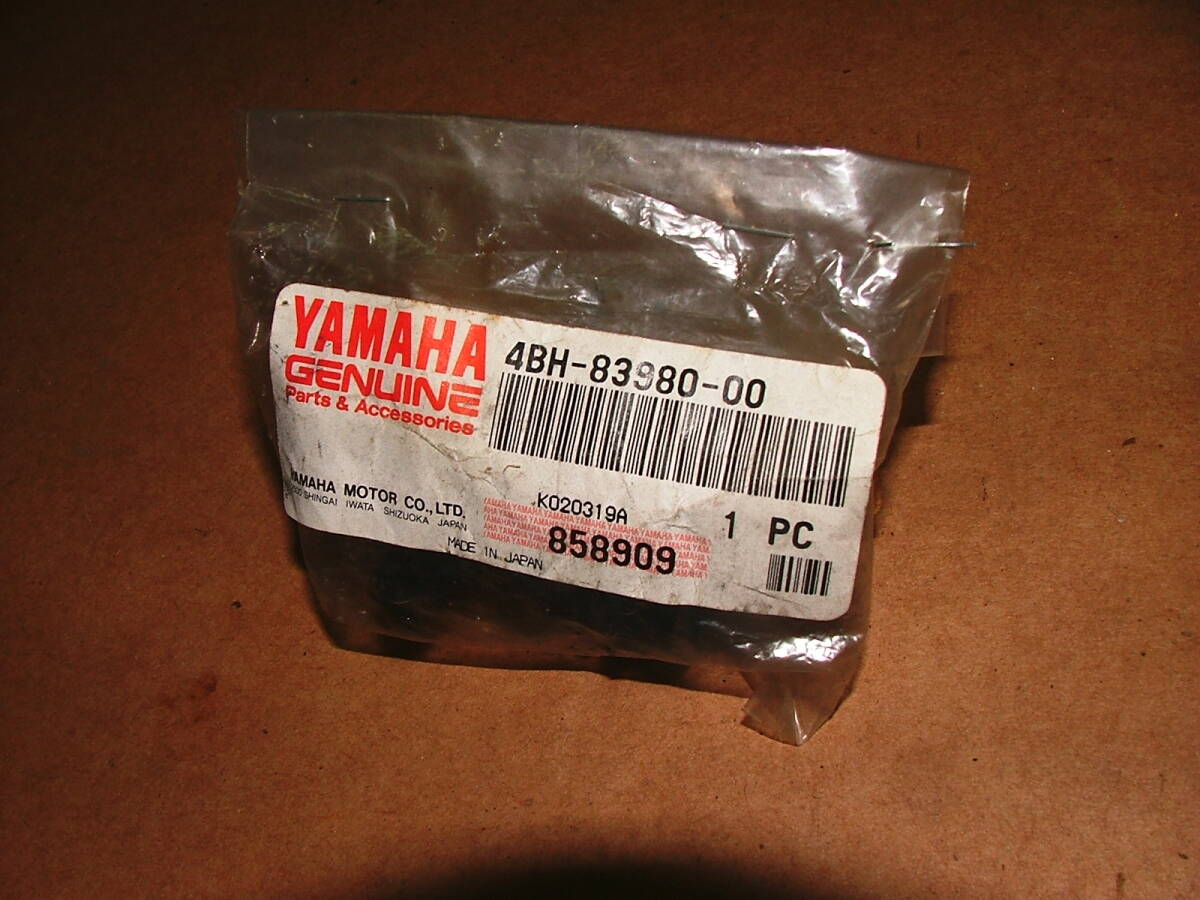 YAMAHA
GENUINE
Parts & Accessories
4BH-83980-00
YAMAHA MOTOR CO., LTD.
SHINGAI IWATA SHIZUOKA JAPAN
MADE IN JAPAN
K020319A
858909
1 PC